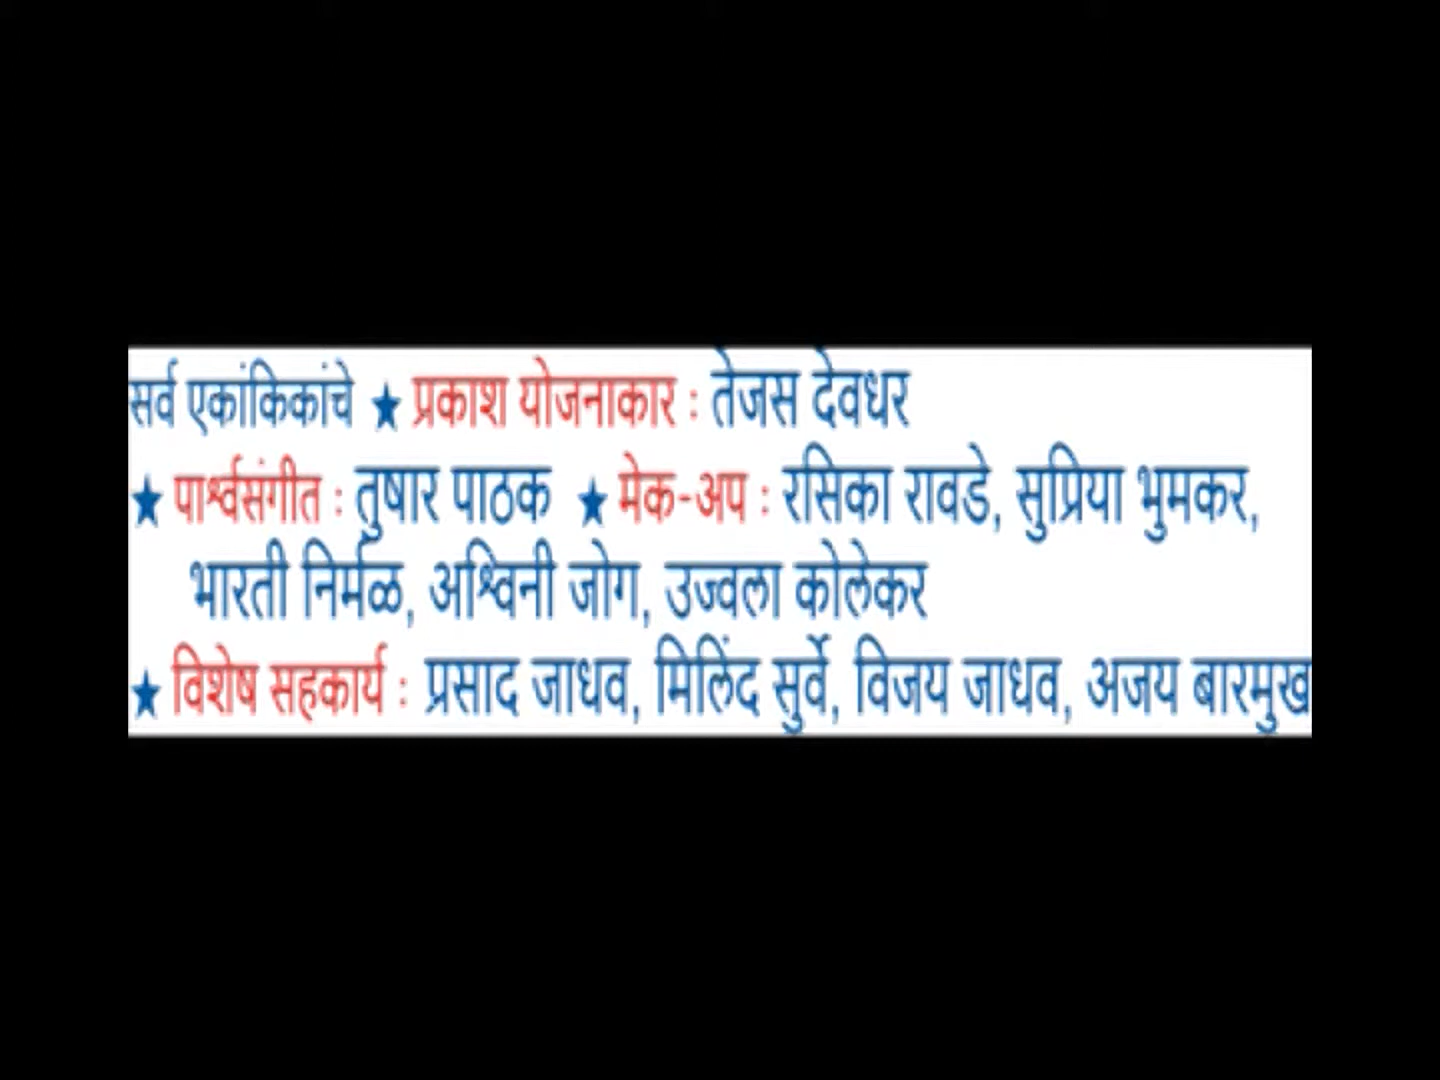 सर्व एकांकिकांचे ★ प्रकाश योजनाकार : तेजस देवधर
★ पार्श्वसंगीत : तुषार पाठक ★ मेक-अप : रसिका रावडे, सुप्रिया भुमकर,
भारती निर्मळ, अश्विनी जोग, उज्वला कोलेकर
★ विशेष सहकार्य : प्रसाद जाधव, मिलिंद सुर्वे, विजय जाधव, अजय बारमुख